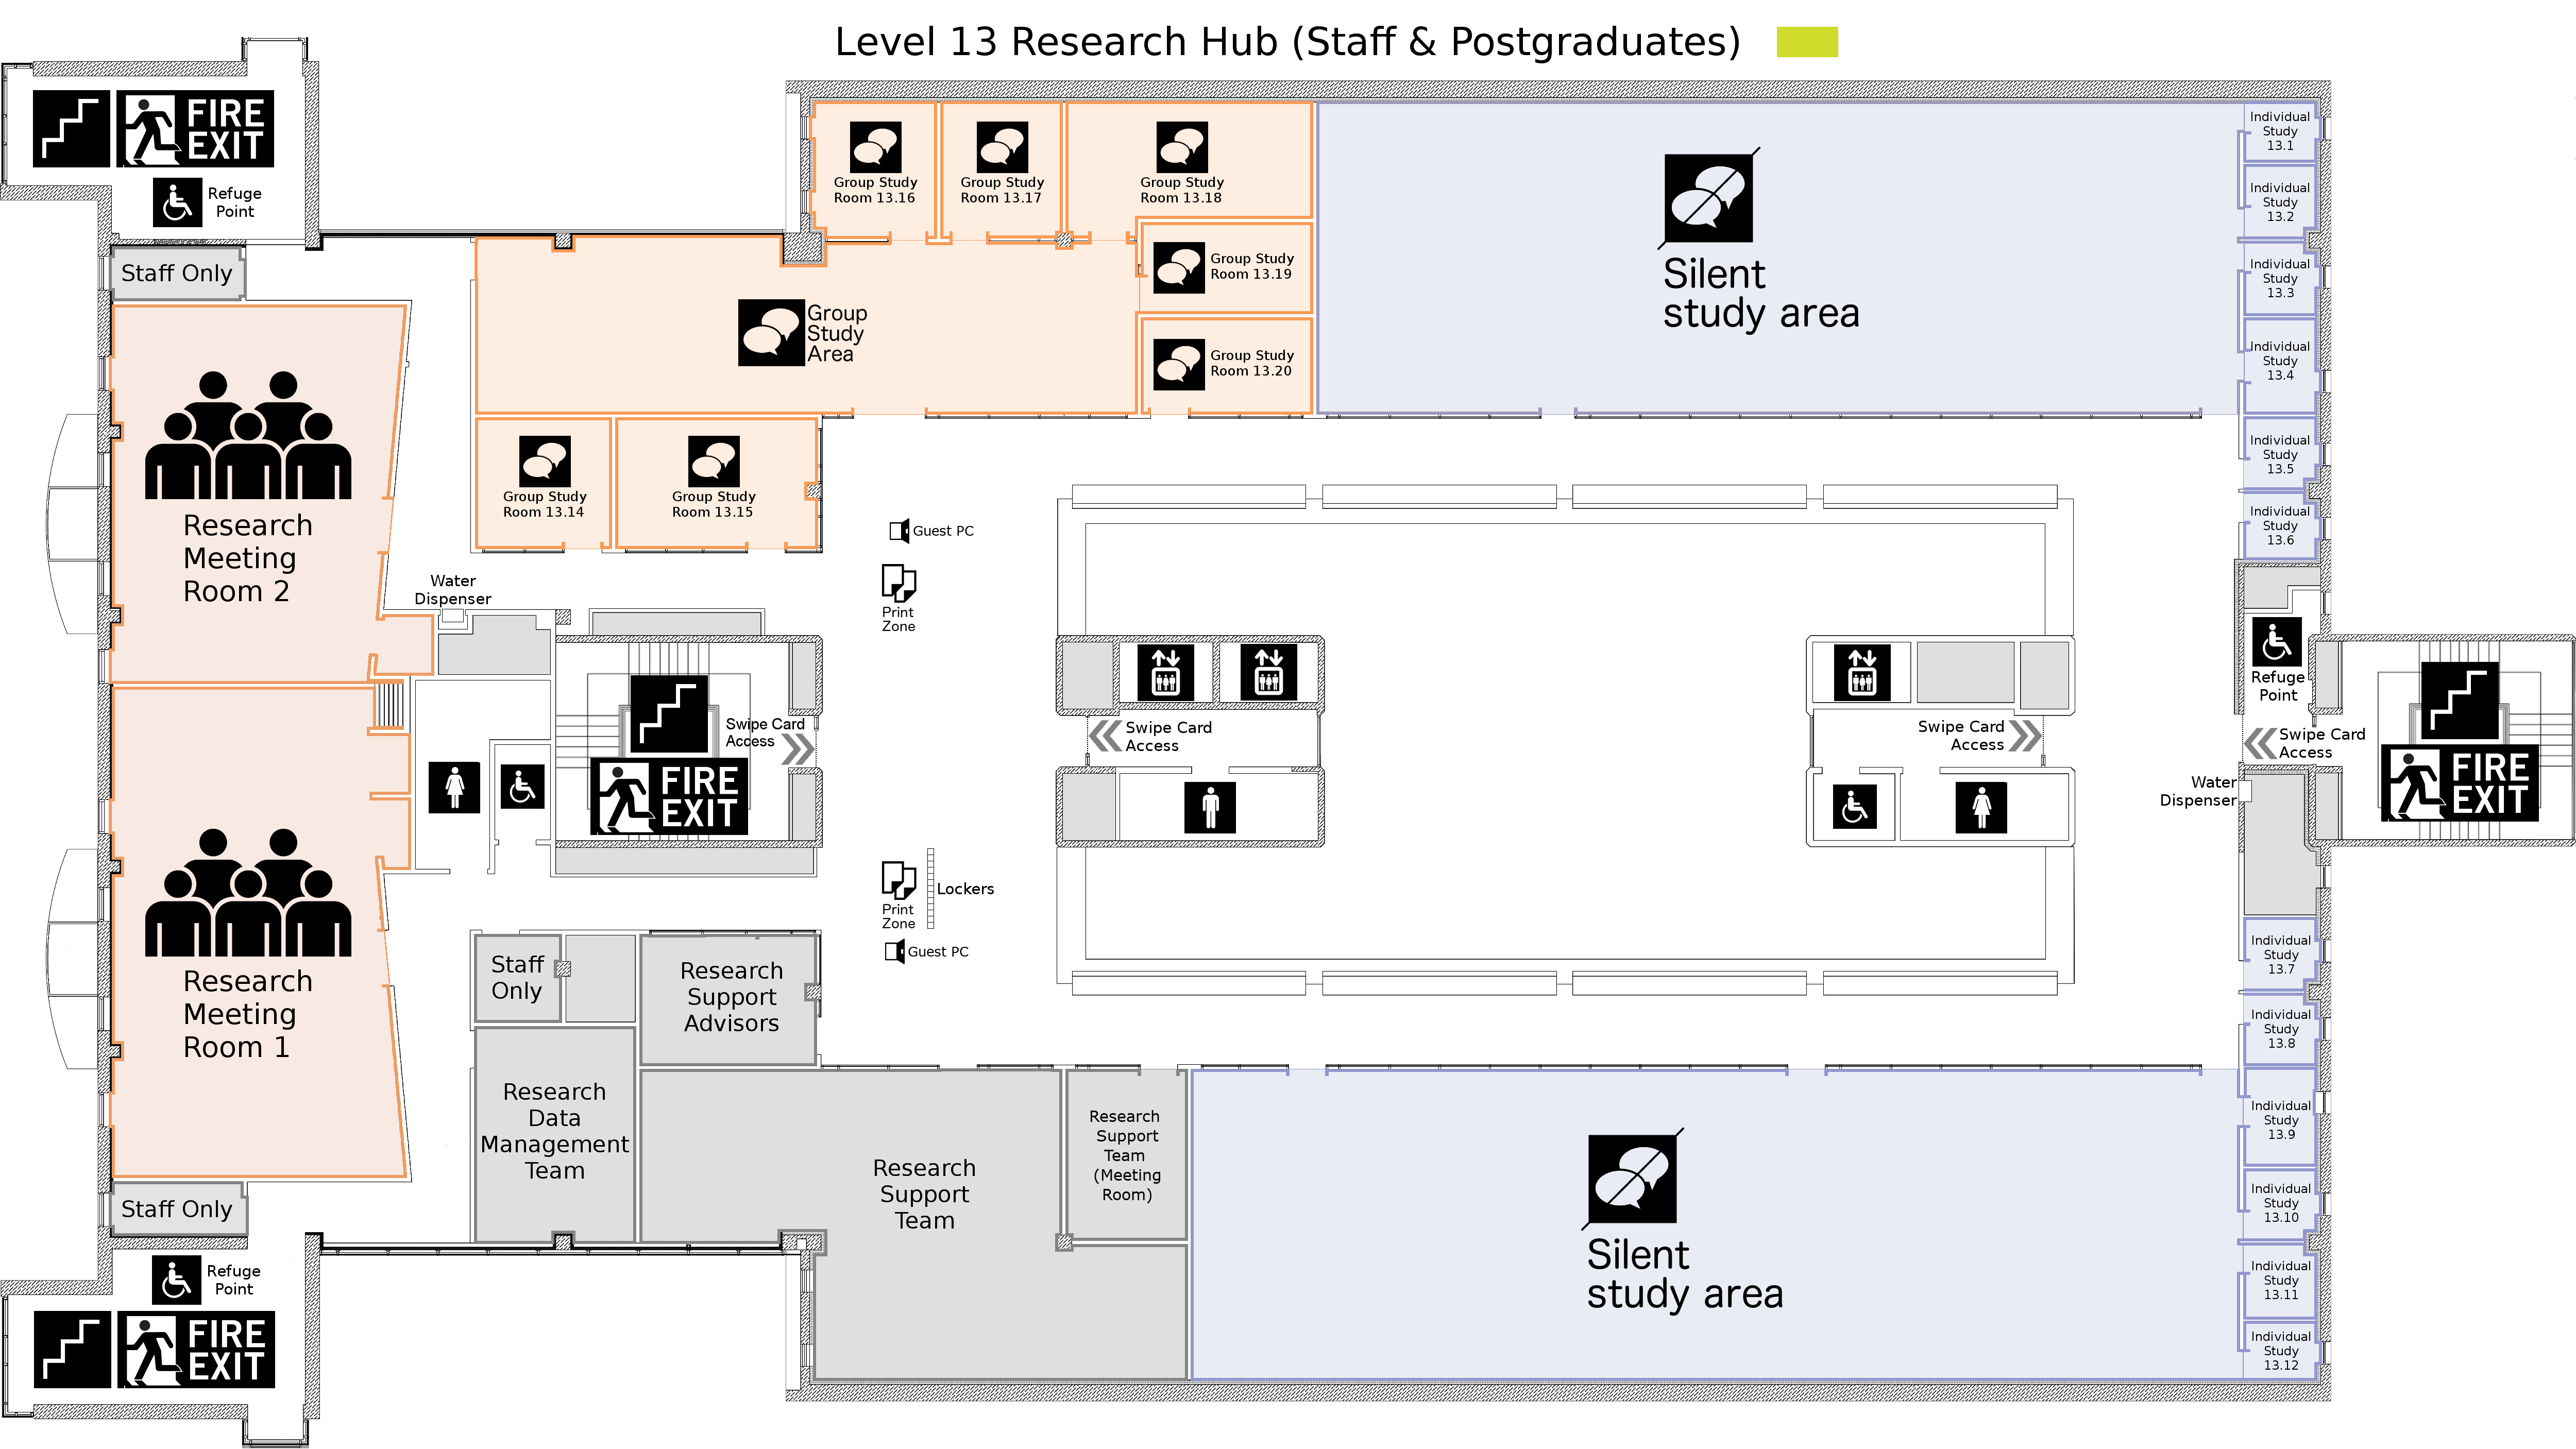 Level 13 Research Hub (Staff & Postgraduates)
FIRE
EXIT
Refuge
Point
Staff Only
Research
Meeting
Room 2
Group Study
Room 13.16
Group Study
Room 13.17
Group Study
Room 13.18
Group Study
Room 13.19
Group Study
Room 13.20
Group
Study
Area
Group Study
Room 13.14
Group Study
Room 13.15
Silent
study area
Individual
Study
13.1
Individual
Study
13.2
Individual
Study
13.3
Individual
Study
13.4
Individual
Study
13.5
Individual
Study
13.6
Guest PC
Print
Zone
Water
Dispenser
Swipe Card
Access
FIRE
EXIT
Swipe Card
Access
Swipe Card
Access
Refuge
Point
Swipe Card
Access
FIRE
EXIT
Water
Dispenser
Print
Zone
Lockers
Guest PC
Research
Meeting
Room 1
Staff Only
Refuge
Point
FIRE
EXIT
Staff
Only
Research
Support
Advisors
Research
Data
Management
Team
Research
Support
Team
Research
Support
Team
(Meeting
Room)
Silent
study area
Individual
Study
13.7
Individual
Study
13.8
Individual
Study
13.9
Individual
Study
13.10
Individual
Study
13.11
Individual
Study
13.12